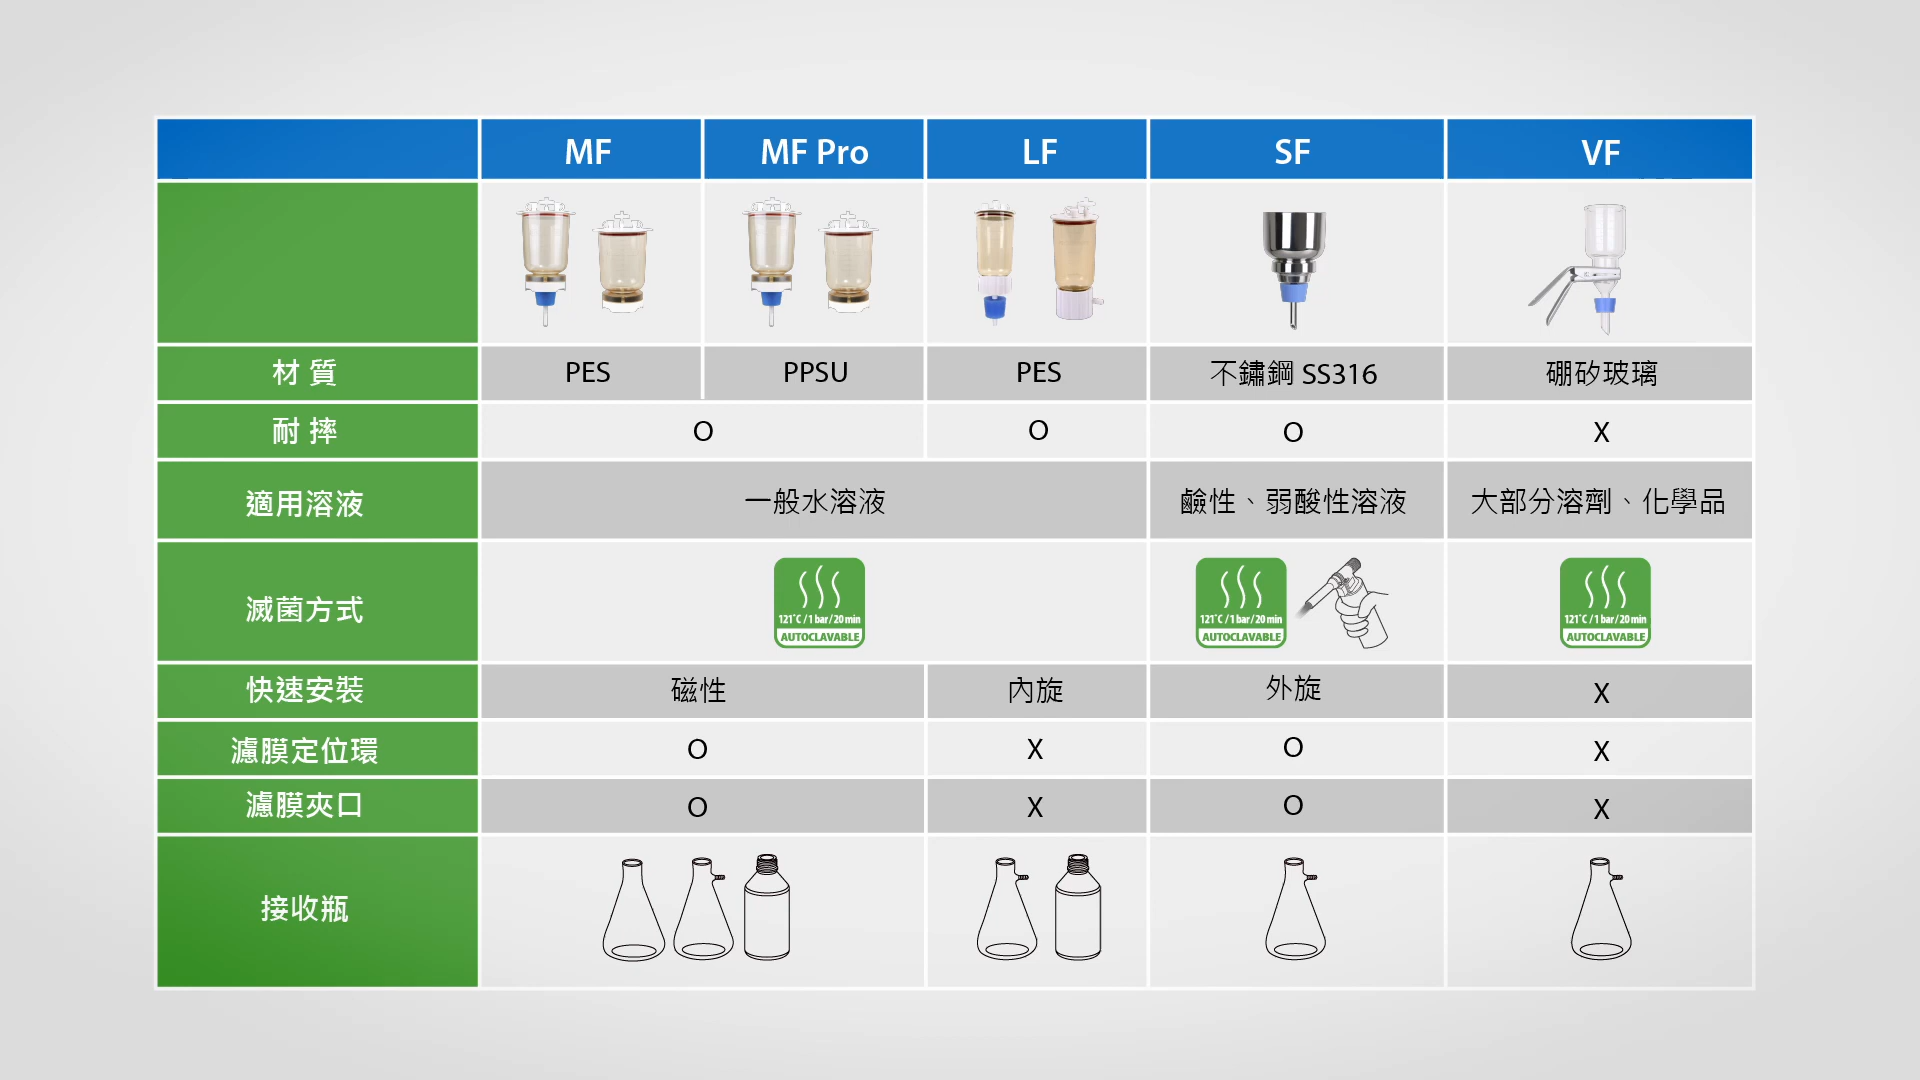 MF MF Pro LF SF VF
材質 PES PPSU PES 不鏽鋼 SS316 硼矽玻璃
耐摔 O O O X
適用溶液 一般水溶液 鹼性、弱酸性溶液 大部分溶劑、化學品
滅菌方式
121°C / 1 bar / 20 min
AUTOCLAVABLE
121°C / 1 bar / 20 min
AUTOCLAVABLE
121°C / 1 bar / 20 min
AUTOCLAVABLE
快速安裝 磁性 內旋 外旋 X
濾膜定位環 O X O X
濾膜夾口 O X O X
接收瓶